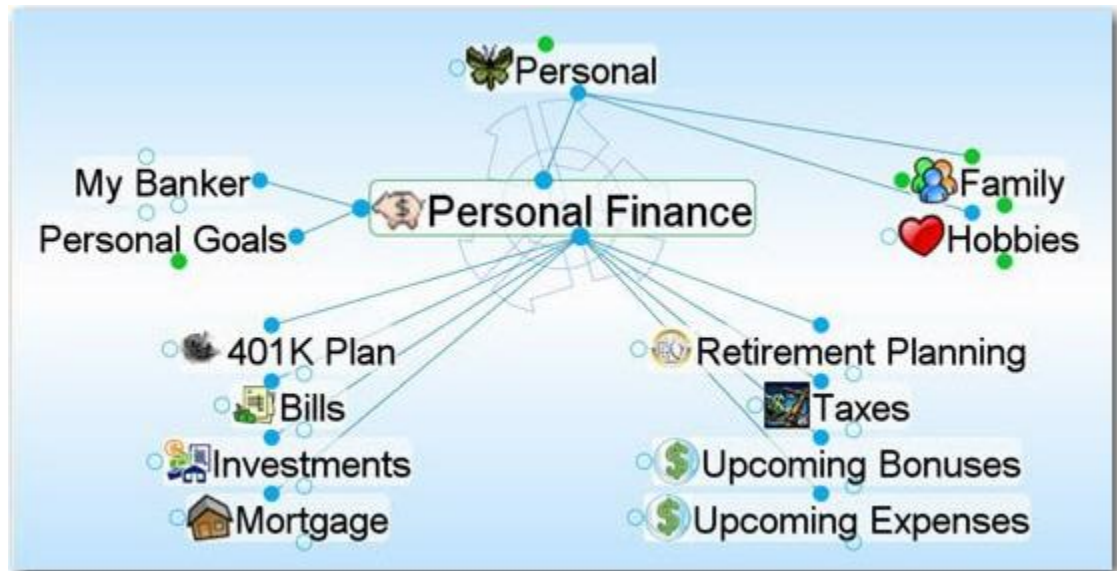 Personal
My Banker
Personal Goals
Personal Finance
Family
Hobbies
401K Plan
Bills
Investments
Mortgage
Retirement Planning
Taxes
Upcoming Bonuses
Upcoming Expenses